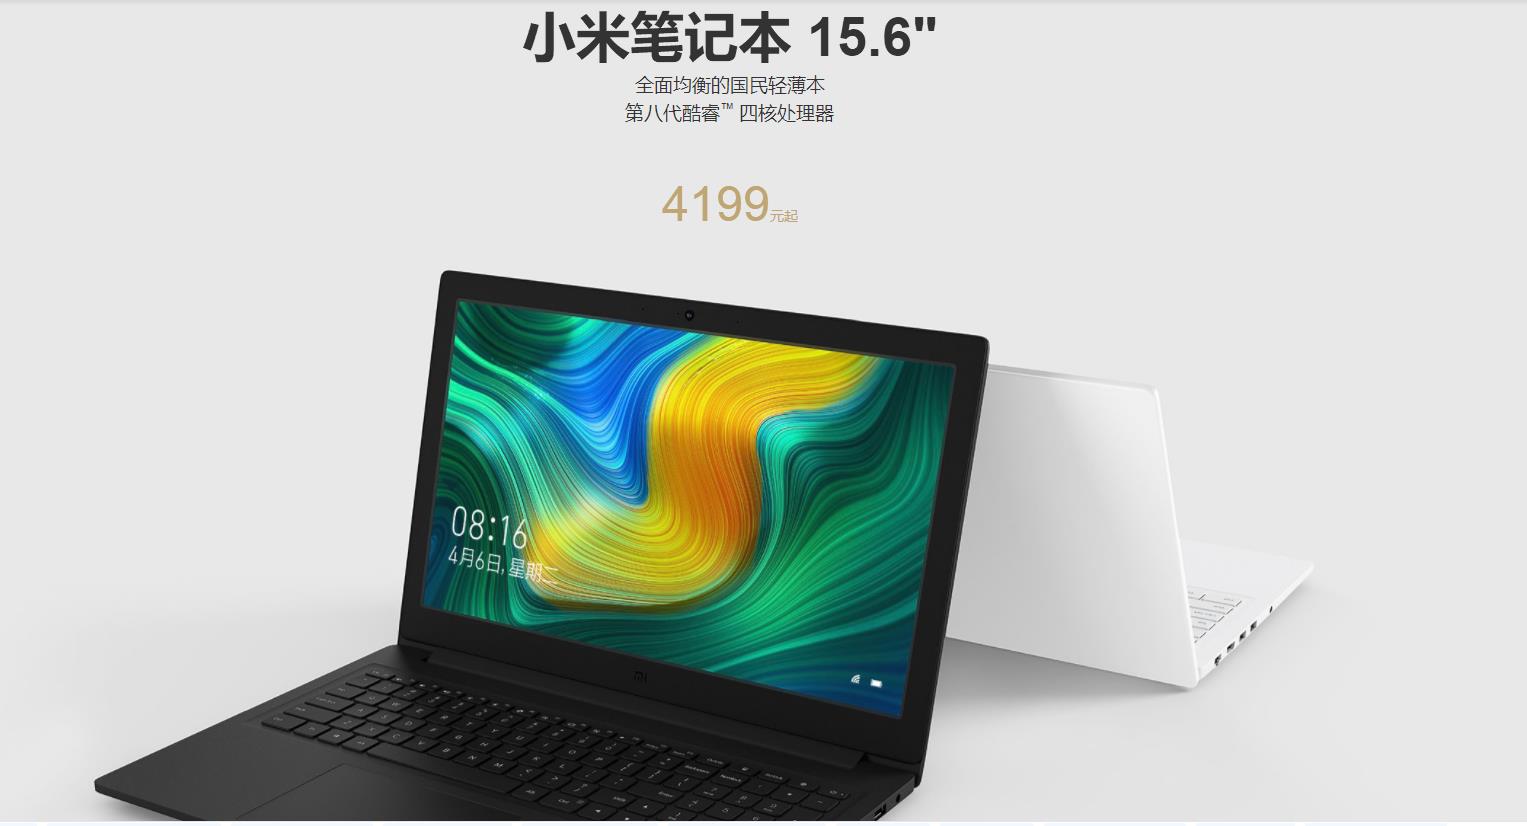 小米笔记本 15.6"
全面均衡的国民轻薄本
第八代酷睿™ 四核处理器
4199元起
08:16
4月6日, 星期二